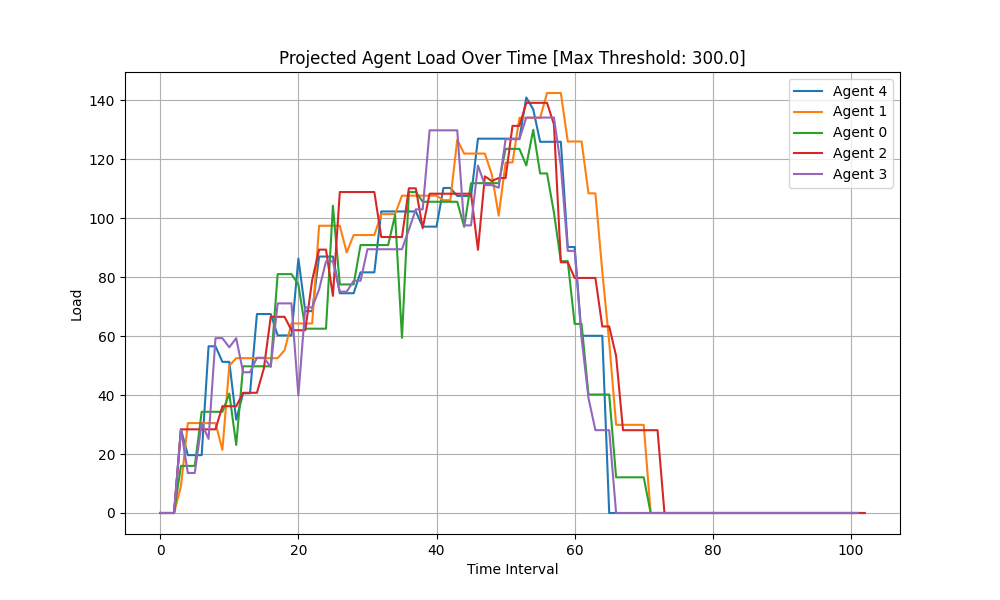 Projected Agent Load Over Time [Max Threshold: 300.0]
Load
140
120
100
80
60
40
20
0
Agent 4
Agent 1
Agent 0
Agent 2
Agent 3
0 20 40 60 80 100
Time Interval